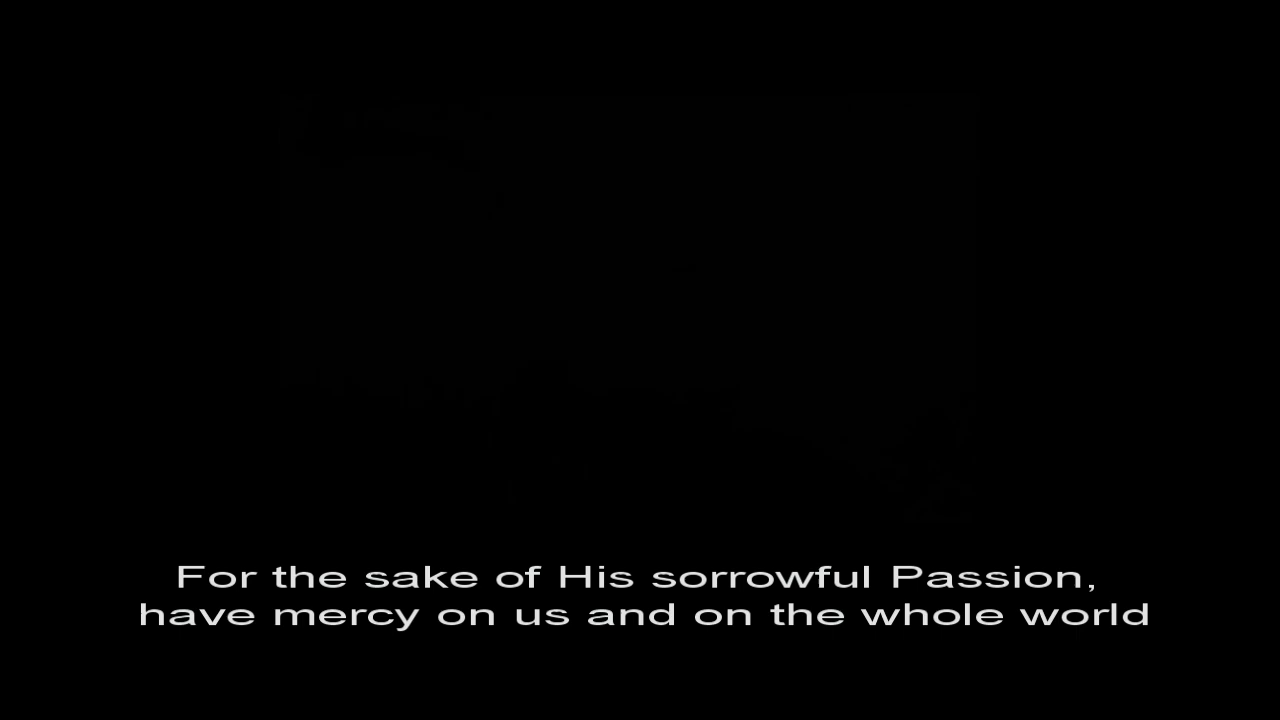 For the sake of His sorrowful Passion,
have mercy on us and on the whole world